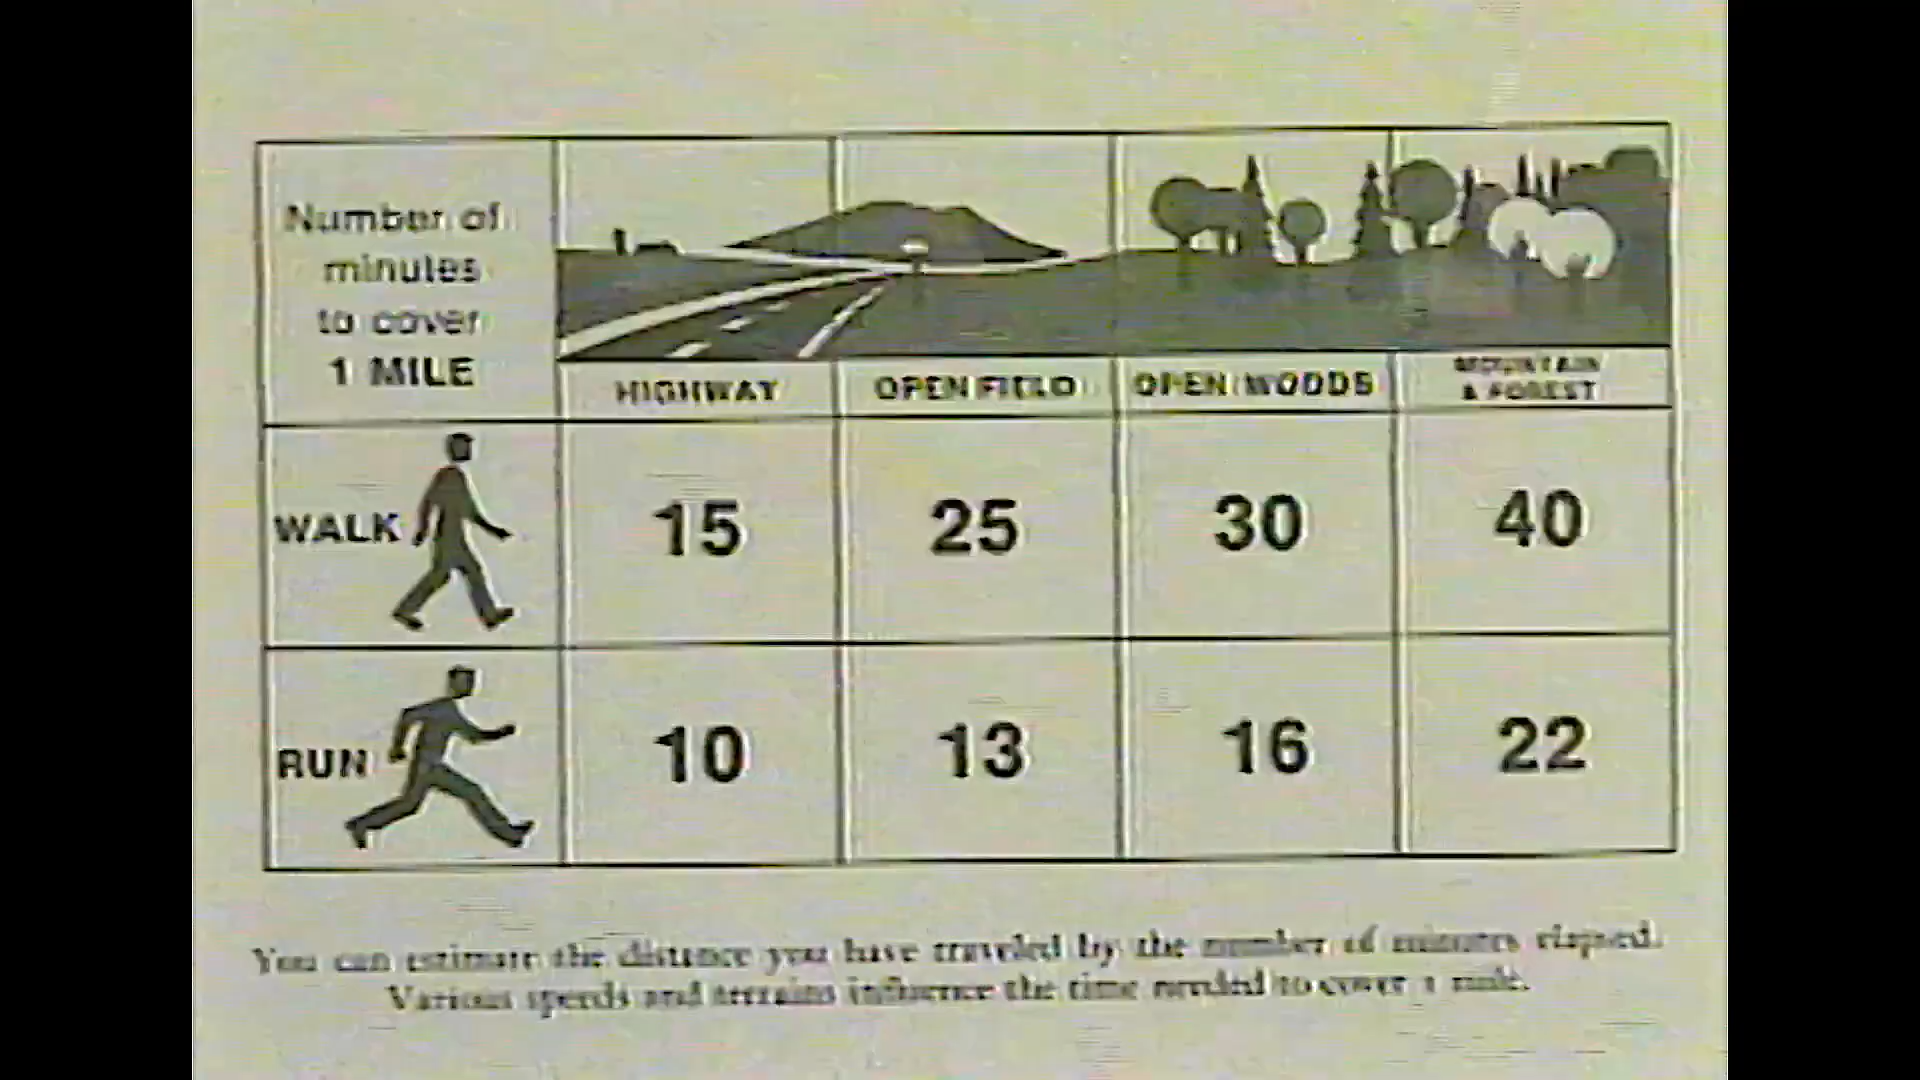 Number of
minutes
to cover
1 MILE
HIGHWAY
OPEN FIELD
OPEN WOODS
MOUNTAIN
& FOREST
WALK
15
25
30
40
RUN
10
13
16
22
You can estimate the distance you have traveled by the number of minutes elapsed.
Various speeds and terrains influence the time needed to cover 1 mile.